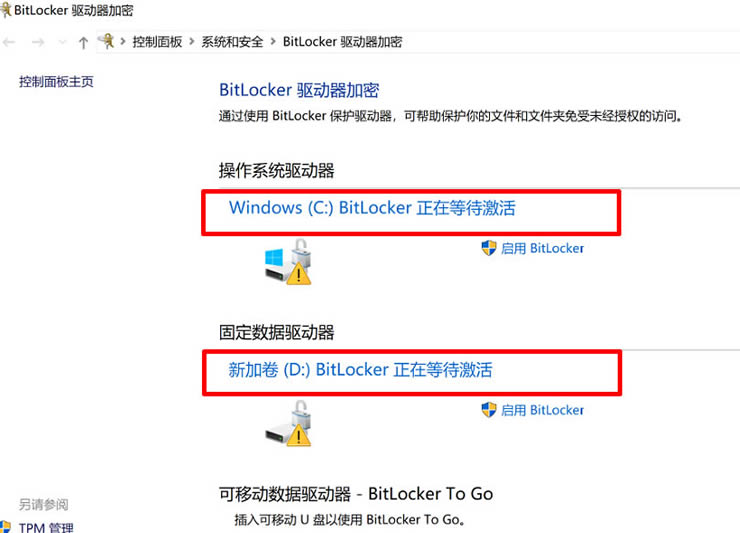 BitLocker 驱动器加密
控制面板 > 系统和安全 > BitLocker 驱动器加密
控制面板主页
BitLocker 驱动器加密
通过使用 BitLocker 保护驱动器，可帮助保护你的文件和文件夹免受未经授权的访问。
操作系统驱动器
Windows (C:) BitLocker 正在等待激活
启用 BitLocker
固定数据驱动器
新加卷 (D:) BitLocker 正在等待激活
启用 BitLocker
可移动数据驱动器 - BitLocker To Go
插入可移动 U 盘以使用 BitLocker To Go。
另请参阅
TPM 管理